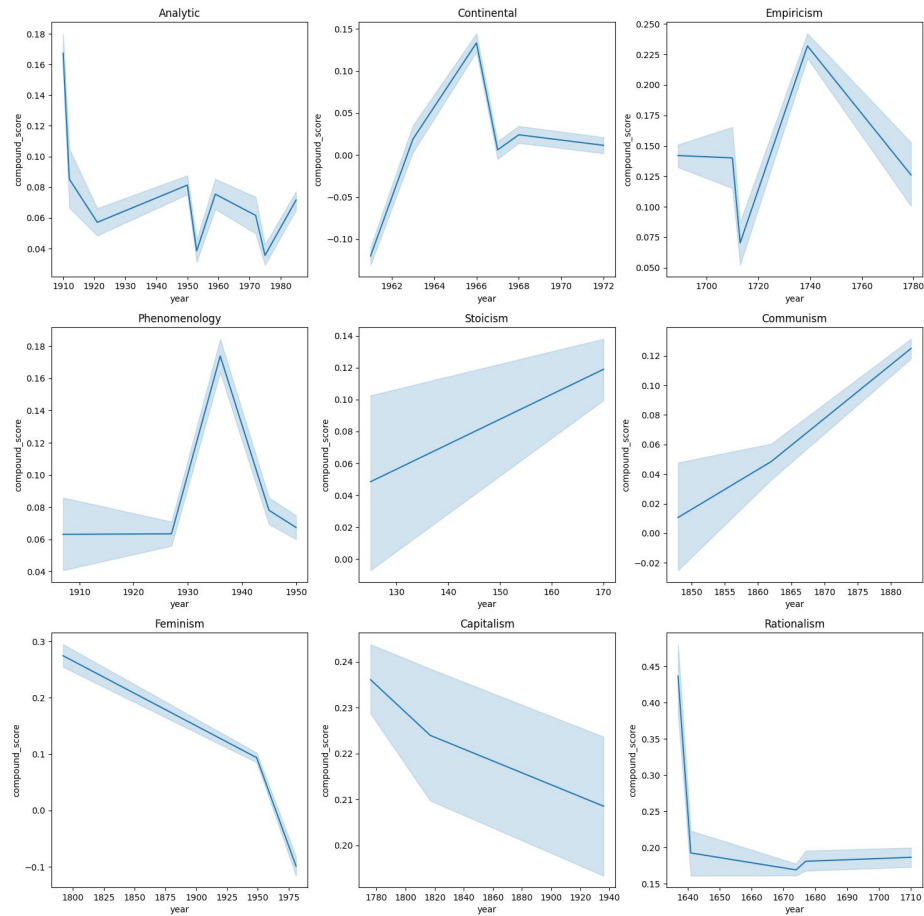 Analytic
compound_score
0.18
0.16
0.14
0.12
0.10
0.08
0.06
0.04
1910 1920 1930 1940 1950 1960 1970 1980
year
Continental
compound_score
0.15
0.10
0.05
0.00
−0.05
−0.10
1962 1964 1966 1968 1970 1972
year
Empiricism
compound_score
0.250
0.225
0.200
0.175
0.150
0.125
0.100
0.075
0.050
1700 1720 1740 1760 1780
year
Phenomenology
compound_score
0.18
0.16
0.14
0.12
0.10
0.08
0.06
0.04
1910 1920 1930 1940 1950
year
Stoicism
compound_score
0.14
0.12
0.10
0.08
0.06
0.04
0.02
0.00
130 140 150 160 170
year
Communism
compound_score
0.14
0.12
0.10
0.08
0.06
0.04
0.02
0.00
−0.02
1850 1855 1860 1865 1870 1875 1880
year
Feminism
compound_score
0.3
0.2
0.1
0.0
−0.1
1800 1825 1850 1875 1900 1925 1950 1975
year
Capitalism
compound_score
0.24
0.23
0.22
0.21
0.20
1780 1800 1820 1840 1860 1880 1900 1920 1940
year
Rationalism
compound_score
0.45
0.40
0.35
0.30
0.25
0.20
0.15
1640 1650 1660 1670 1680 1690 1700 1710
year